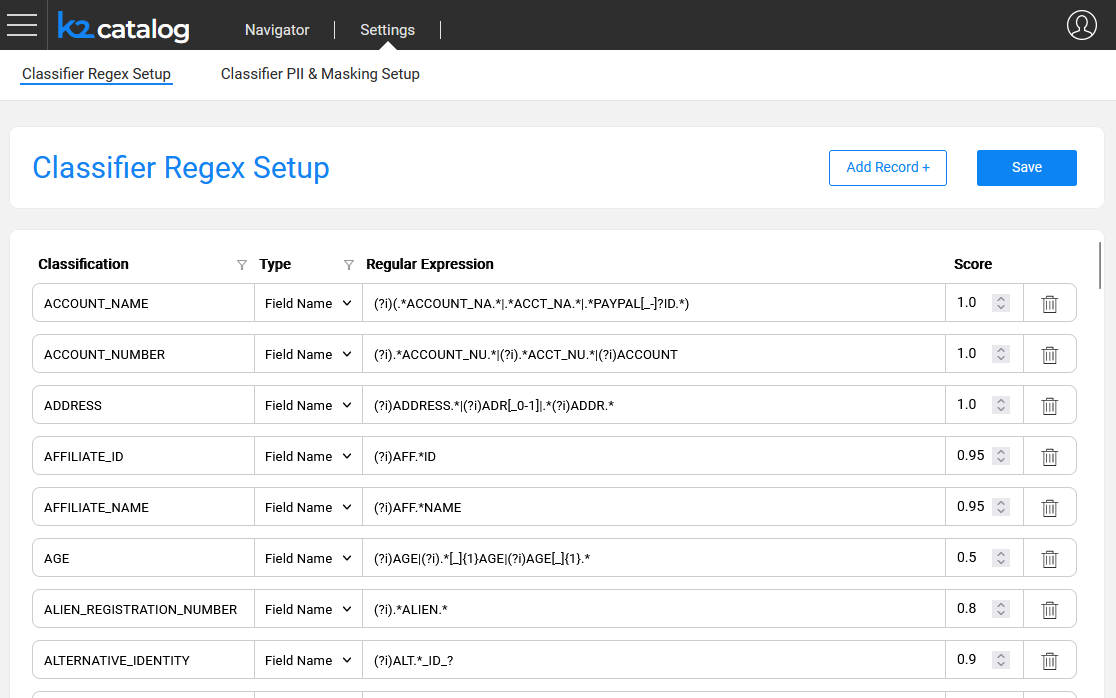 k2catalog Navigator Settings
Classifier Regex Setup Classifier PII & Masking Setup
Classifier Regex Setup Add Record + Save
Classification Type Regular Expression Score
ACCOUNT_NAME Field Name (?i)(.*ACCOUNT_NA.*|.*ACCT_NA.*|.*PAYPAL[_-]?ID.*) 1.0
ACCOUNT_NUMBER Field Name (?i).*ACCOUNT_NU.*|(?i).*ACCT_NU.*|(?i)ACCOUNT 1.0
ADDRESS Field Name (?i)ADDRESS.*|(?i)ADR[_0-1]|.*(?i)ADDR.* 1.0
AFFILIATE_ID Field Name (?i)AFF.*ID 0.95
AFFILIATE_NAME Field Name (?i)AFF.*NAME 0.95
AGE Field Name (?i)AGE|(?i).*[_]{1}AGE|(?i)AGE[_]{1}.* 0.5
ALIEN_REGISTRATION_NUMBER Field Name (?i).*ALIEN.* 0.8
ALTERNATIVE_IDENTITY Field Name (?i)ALT.*_ID_? 0.9